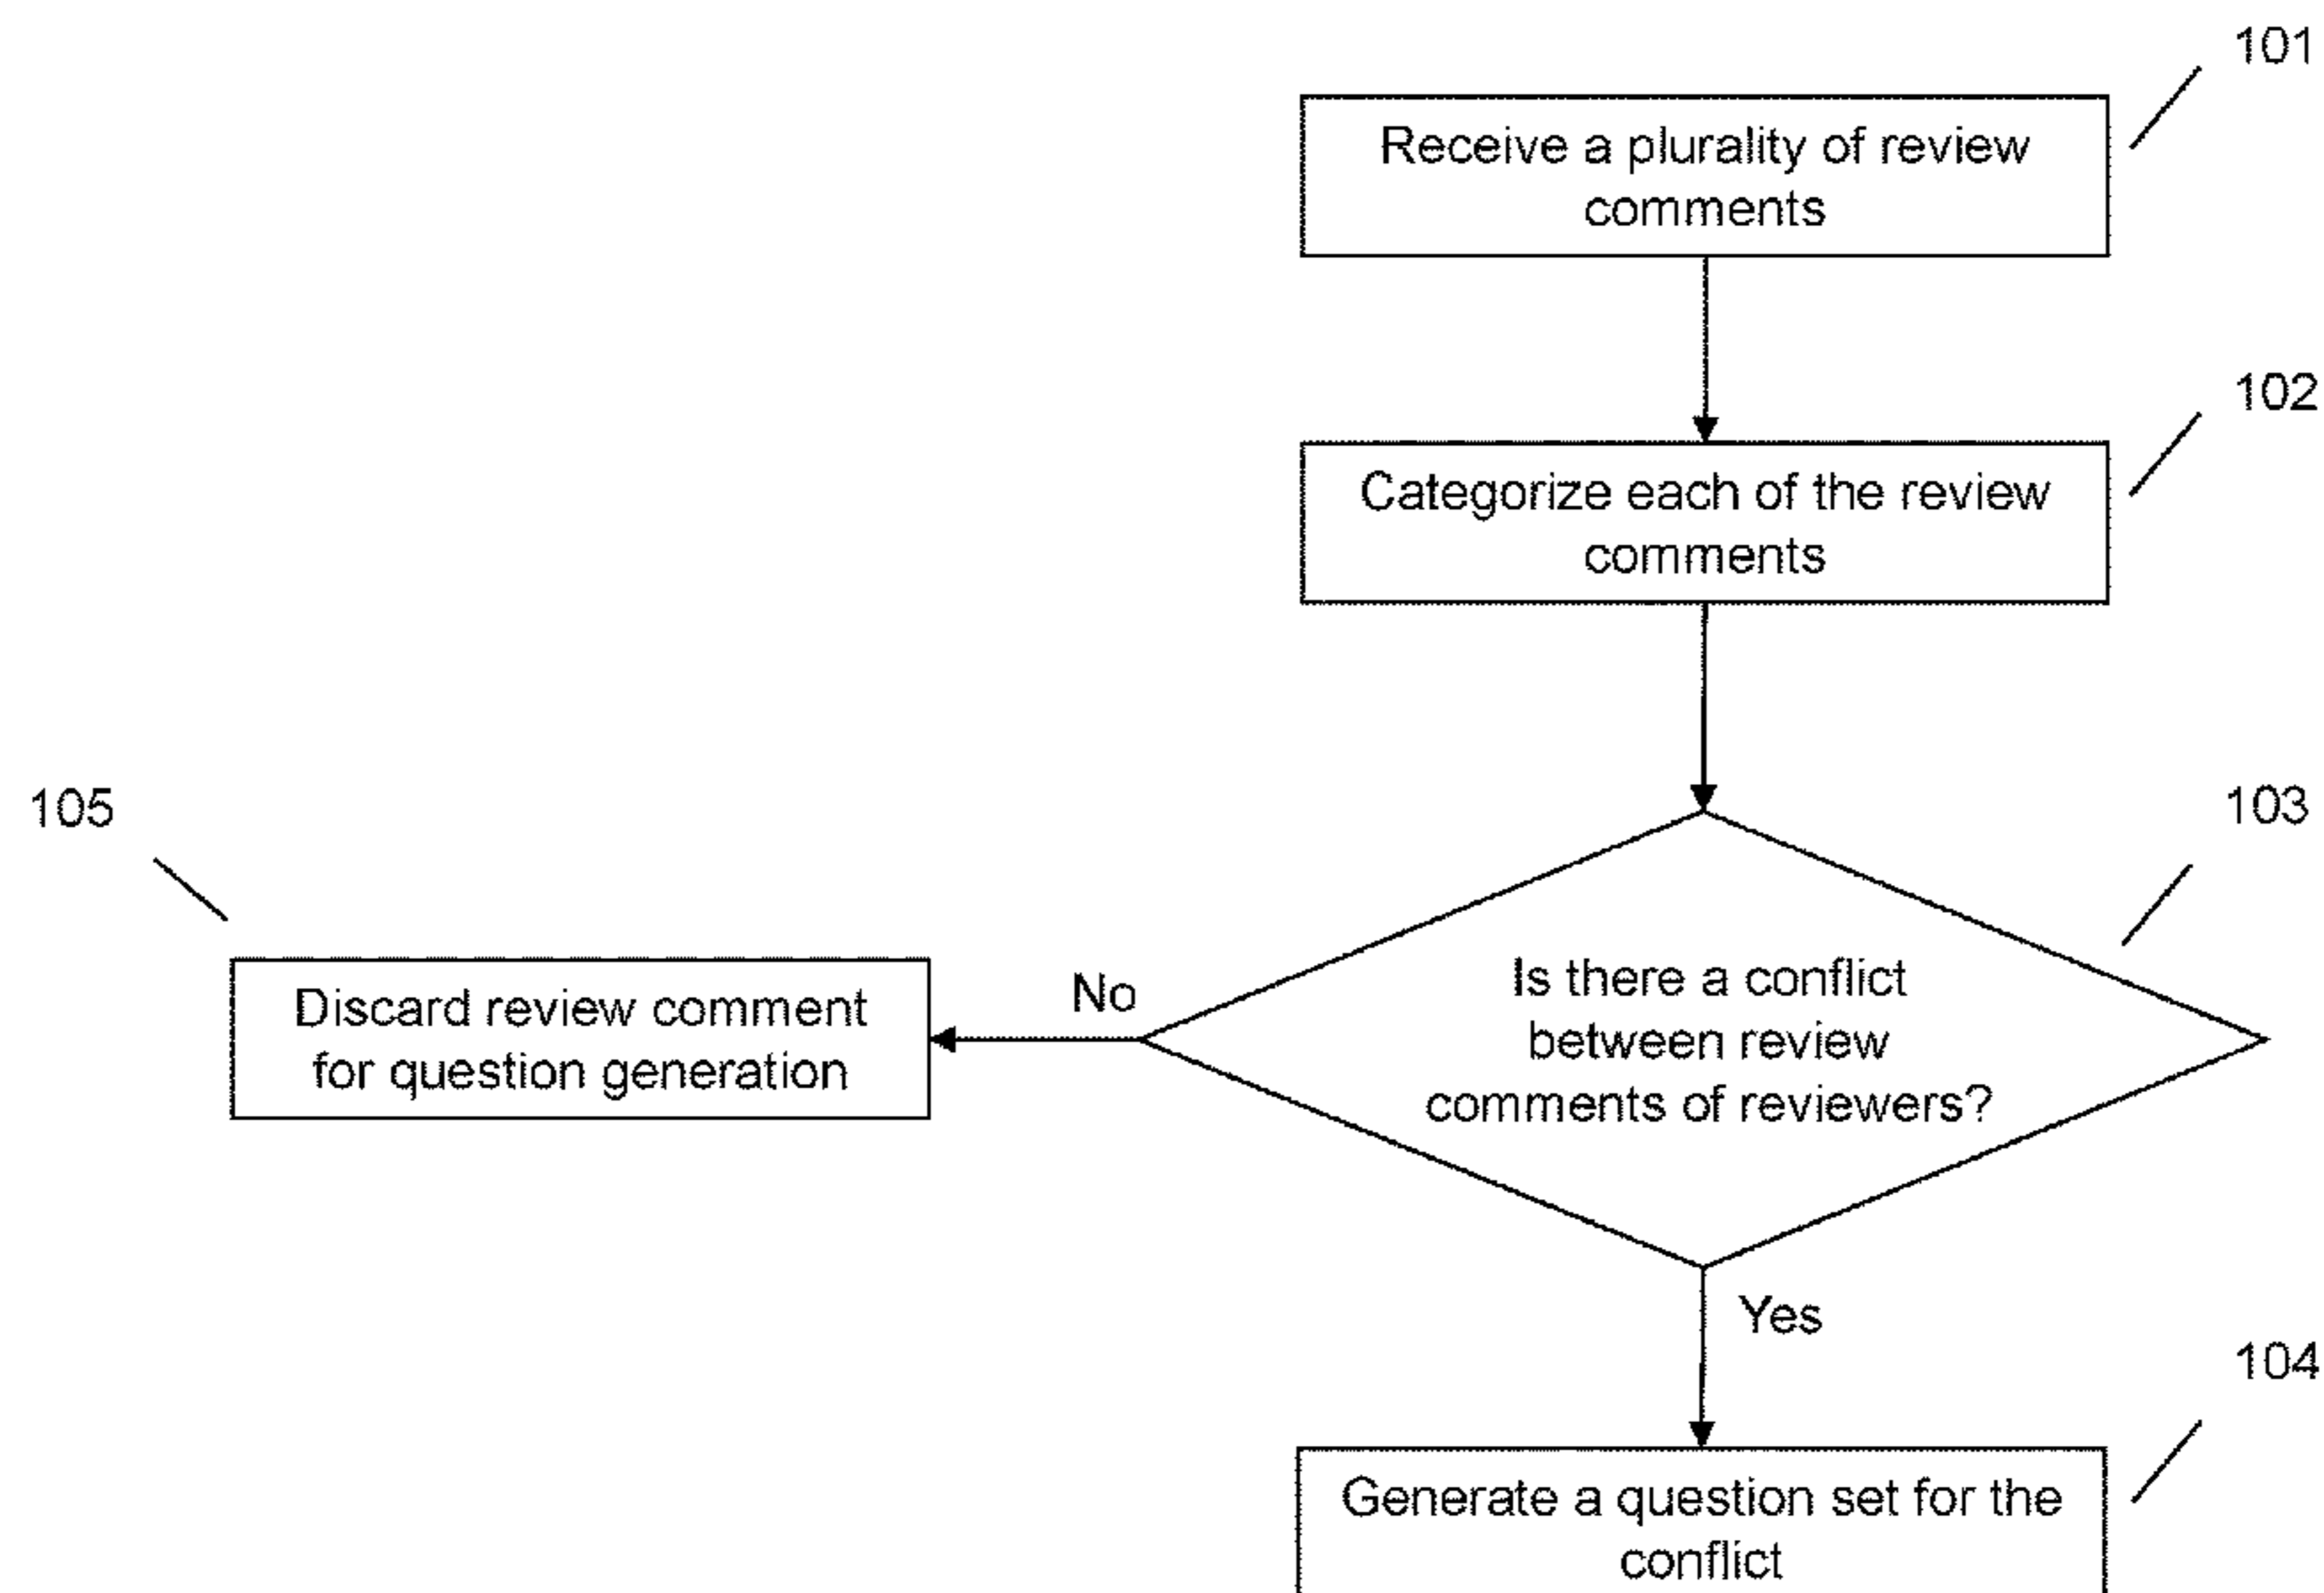 101
Receive a plurality of review
comments
102
Categorize each of the review
comments
105
103
Is there a conflict
between review
comments of reviewers?
No
Discard review comment
for question generation
Yes
104
Generate a question set for the
conflict